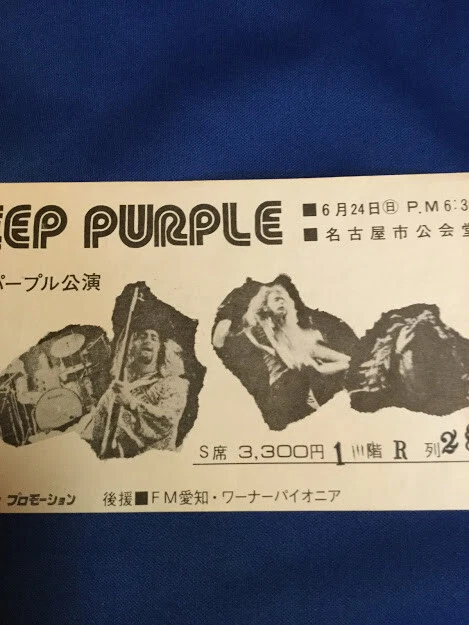 EEP PURPLE
■6月24日㊐ P.M 6:3
■名古屋市公会堂
パープル公演
S席 3,300円 1階 R 列 28
プロモーション 後援■FM愛知・ワーナーパイオニア